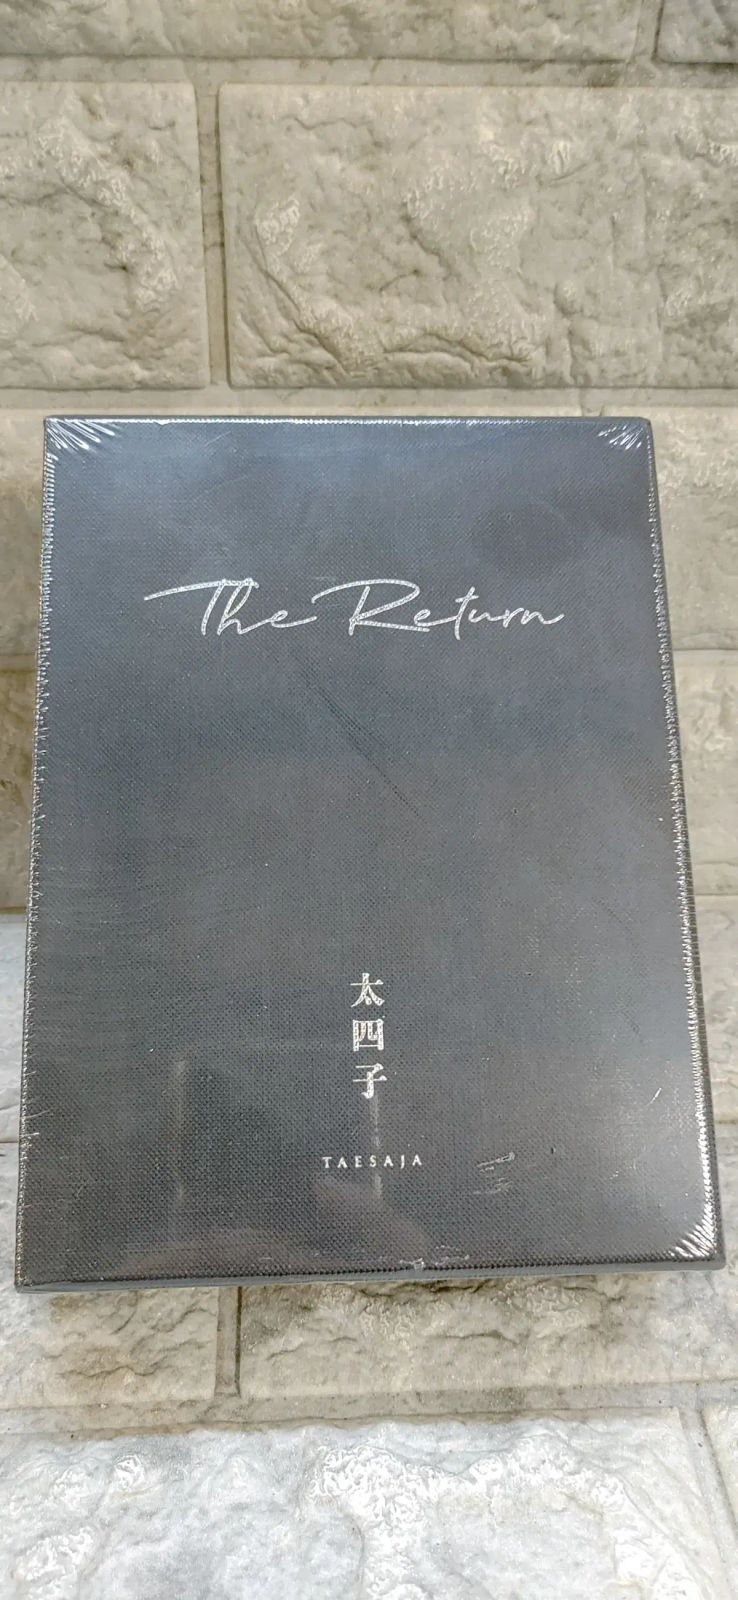 The Return
太四子
TAESAJA